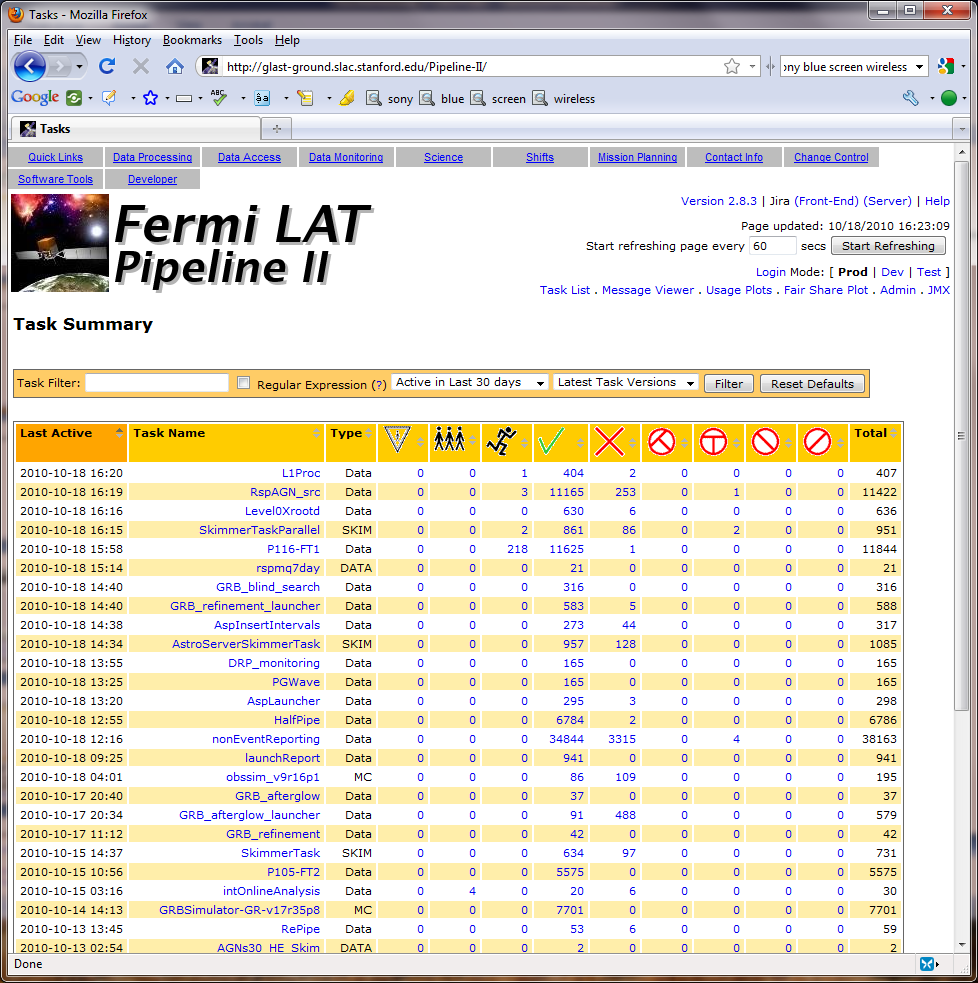 Tasks - Mozilla Firefox
File Edit View History Bookmarks Tools Help
http://glast-ground.slac.stanford.edu/Pipeline-II/ ony blue screen wireless
Google ABC âä sony blue screen wireless
Tasks
Quick Links Data Processing Data Access Data Monitoring Science Shifts Mission Planning Contact Info Change Control
Software Tools Developer
Fermi LAT
Pipeline II
Version 2.8.3 | Jira (Front-End) (Server) | Help
Page updated: 10/18/2010 16:23:09
Start refreshing page every 60 secs Start Refreshing
Login Mode: [ Prod | Dev | Test ]
Task List . Message Viewer . Usage Plots . Fair Share Plot . Admin . JMX
Task Summary
Task Filter: Regular Expression (?) Active in Last 30 days Latest Task Versions Filter Reset Defaults
Last Active Task Name Type Total
2010-10-18 16:20 L1Proc Data 0 0 1 404 2 0 0 0 0 407
2010-10-18 16:19 RspAGN_src Data 0 0 3 11165 253 0 1 0 0 11422
2010-10-18 16:16 Level0Xrootd Data 0 0 0 630 6 0 0 0 0 636
2010-10-18 16:15 SkimmerTaskParallel SKIM 0 0 2 861 86 0 2 0 0 951
2010-10-18 15:58 P116-FT1 Data 0 0 218 11625 1 0 0 0 0 11844
2010-10-18 15:14 rspmq7day DATA 0 0 0 21 0 0 0 0 0 21
2010-10-18 14:40 GRB_blind_search Data 0 0 0 316 0 0 0 0 0 316
2010-10-18 14:40 GRB_refinement_launcher Data 0 0 0 583 5 0 0 0 0 588
2010-10-18 14:38 AspInsertIntervals Data 0 0 0 273 44 0 0 0 0 317
2010-10-18 14:34 AstroServerSkimmerTask SKIM 0 0 0 957 128 0 0 0 0 1085
2010-10-18 13:55 DRP_monitoring Data 0 0 0 165 0 0 0 0 0 165
2010-10-18 13:25 PGWave Data 0 0 0 165 0 0 0 0 0 165
2010-10-18 13:20 AspLauncher Data 0 0 0 295 3 0 0 0 0 298
2010-10-18 12:55 HalfPipe Data 0 0 0 6784 2 0 0 0 0 6786
2010-10-18 12:16 nonEventReporting Data 0 0 0 34844 3315 0 4 0 0 38163
2010-10-18 09:25 launchReport Data 0 0 0 941 0 0 0 0 0 941
2010-10-18 04:01 obssim_v9r16p1 MC 0 0 0 86 109 0 0 0 0 195
2010-10-17 20:40 GRB_afterglow Data 0 0 0 37 0 0 0 0 0 37
2010-10-17 20:34 GRB_afterglow_launcher Data 0 0 0 91 488 0 0 0 0 579
2010-10-17 11:12 GRB_refinement Data 0 0 0 42 0 0 0 0 0 42
2010-10-15 14:37 SkimmerTask SKIM 0 0 0 634 97 0 0 0 0 731
2010-10-15 10:56 P105-FT2 Data 0 0 0 5575 0 0 0 0 0 5575
2010-10-15 03:16 intOnlineAnalysis Data 0 4 0 20 6 0 0 0 0 30
2010-10-14 14:13 GRBSimulator-GR-v17r35p8 MC 0 0 0 7701 0 0 0 0 0 7701
2010-10-13 13:45 RePipe Data 0 0 0 53 6 0 0 0 0 59
2010-10-13 02:54 AGNs30_HE_Skim DATA 0 0 0 2 0 0 0 0 0 2
Done